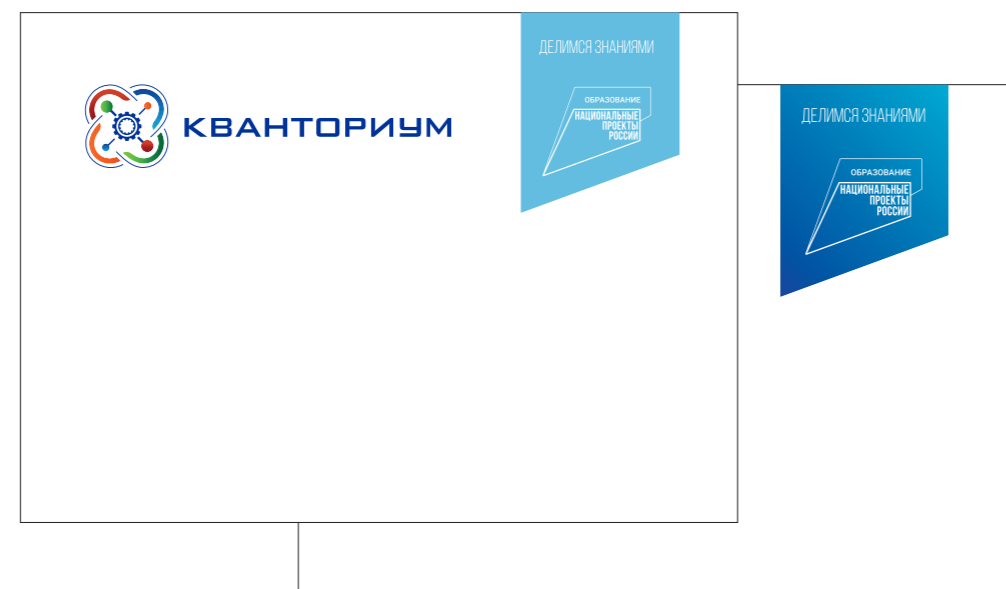 ДЕЛИМСЯ ЗНАНИЯМИ
ОБРАЗОВАНИЕ
НАЦИОНАЛЬНЫЕ
ПРОЕКТЫ
РОССИИ
КВАНТОРИУМ
ДЕЛИМСЯ ЗНАНИЯМИ
ОБРАЗОВАНИЕ
НАЦИОНАЛЬНЫЕ
ПРОЕКТЫ
РОССИИ